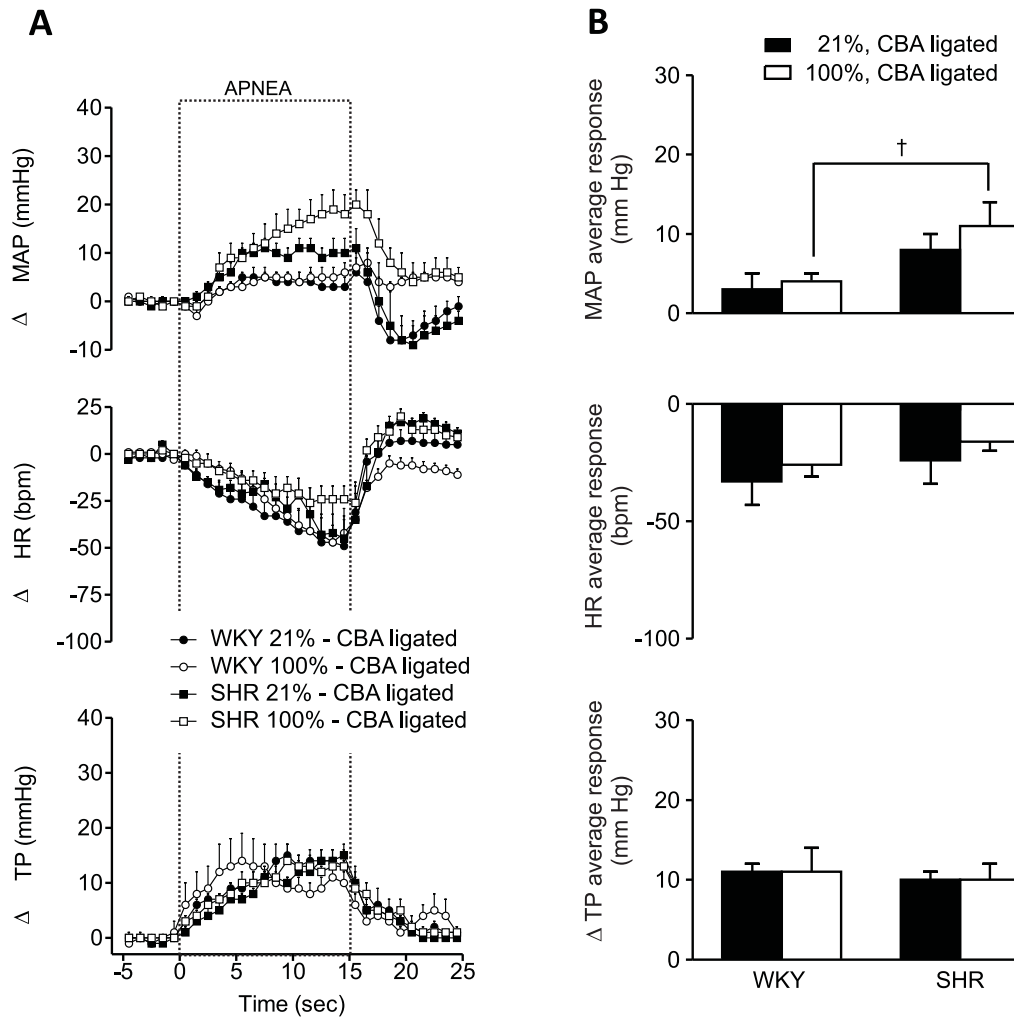 A
APNEA
40
30
20
10
0
-10
Δ MAP (mmHg)
25
0
-25
-50
-75
-100
Δ HR (bpm)
WKY 21% - CBA ligated
WKY 100% - CBA ligated
SHR 21% - CBA ligated
SHR 100% - CBA ligated
40
30
20
10
0
Δ TP (mmHg)
-5 0 5 10 15 20 25
Time (sec)
B
21%, CBA ligated
100%, CBA ligated
30
20
10
0
MAP average response
(mm Hg)
†
0
-50
-100
HR average response
(bpm)
30
20
10
0
Δ TP average response
(mm Hg)
WKY SHR